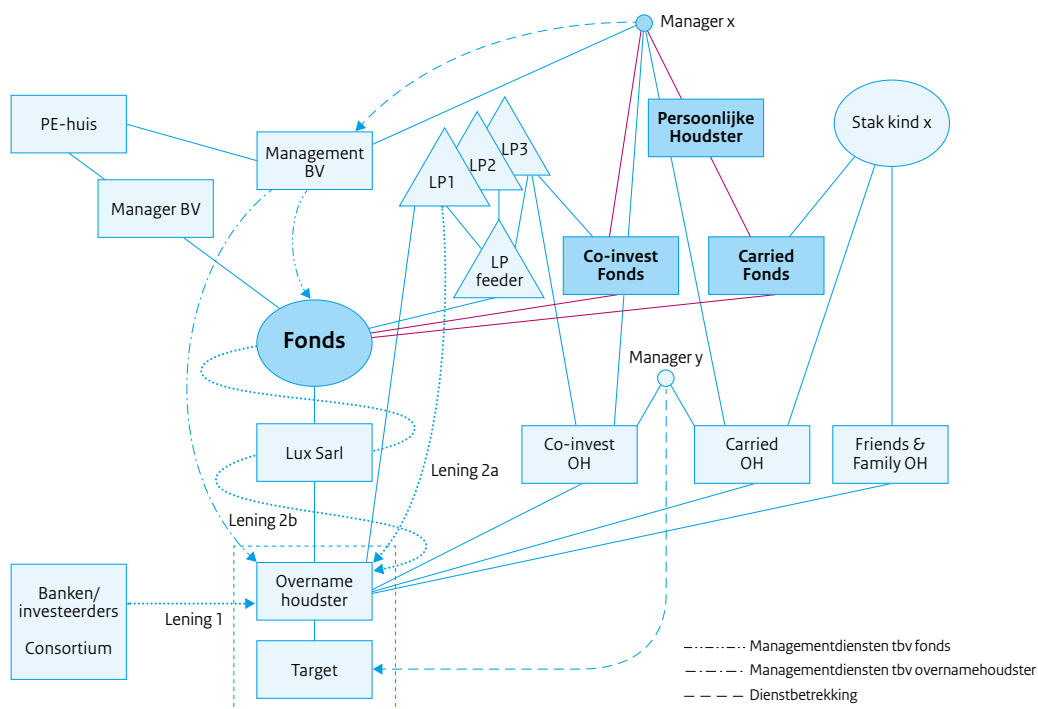 Manager x
PE-huis
Management
BV
Manager BV
LP1
LP2
LP3
LP
feeder
Persoonlijke
Houdster
Stak kind x
Co-invest
Fonds
Carried
Fonds
Fonds
Manager y
Lux Sarl
Co-invest
OH
Carried
OH
Friends &
Family OH
Lening 2a
Lening 2b
Banken/
investeerders
Consortium
Lening 1
Overname
houdster
Target
Managementdiensten tbv fonds
Managementdiensten tbv overnamehoudster
Dienstbetrekking